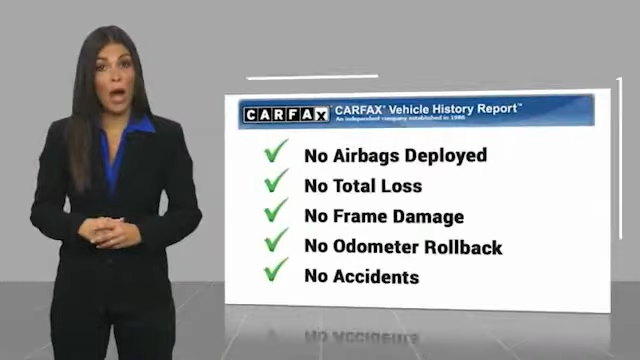 CARFAX CARFAX® Vehicle History Report™
An independent company established in 1986
No Airbags Deployed
No Total Loss
No Frame Damage
No Odometer Rollback
No Accidents